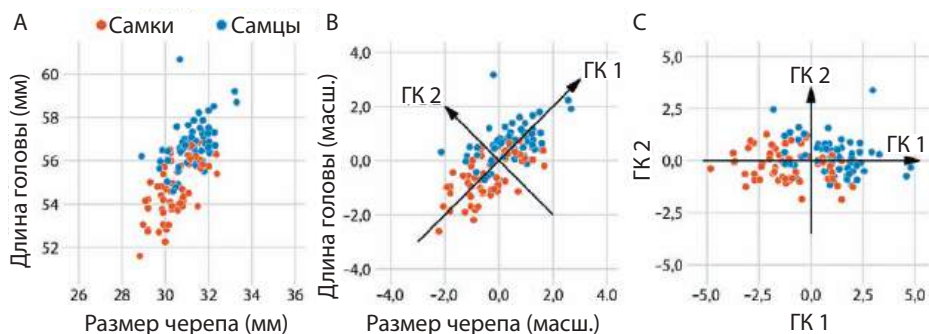 A
Самки
Самцы
Длина головы (мм)
60
58
56
54
52
26 28 30 32 34 36
Размер черепа (мм)
B
Длина головы (масш.)
4,0
2,0
0,0
–2,0
–4,0
ГК 1
ГК 2
–4,0 –2,0 0,0 2,0 4,0
Размер черепа (масш.)
C
ГК 2
5,0
2,5
0,0
–2,5
–5,0
ГК 2
ГК 1
–5,0 –2,5 0,0 2,5 5,0
ГК 1